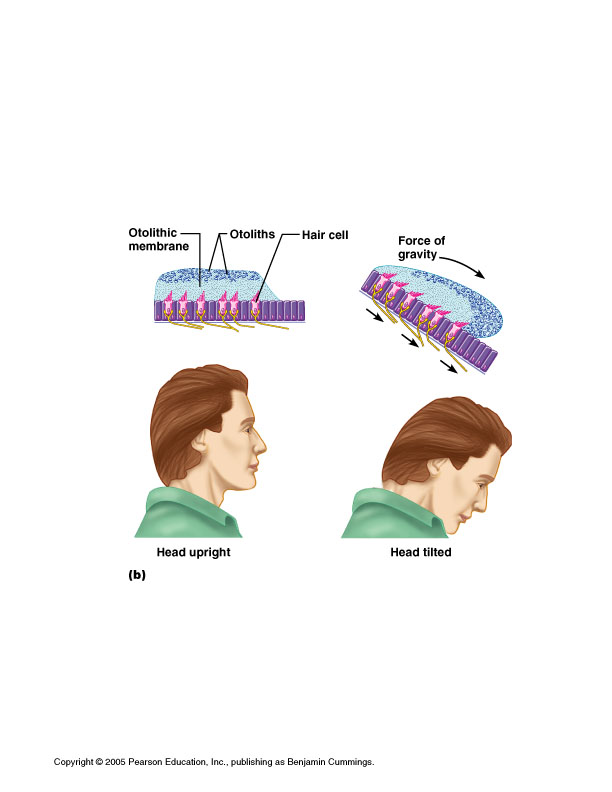 Otolithic
membrane
Otoliths
Hair cell
Force of
gravity
Head upright
Head tilted
(b)
Copyright © 2005 Pearson Education, Inc., publishing as Benjamin Cummings.